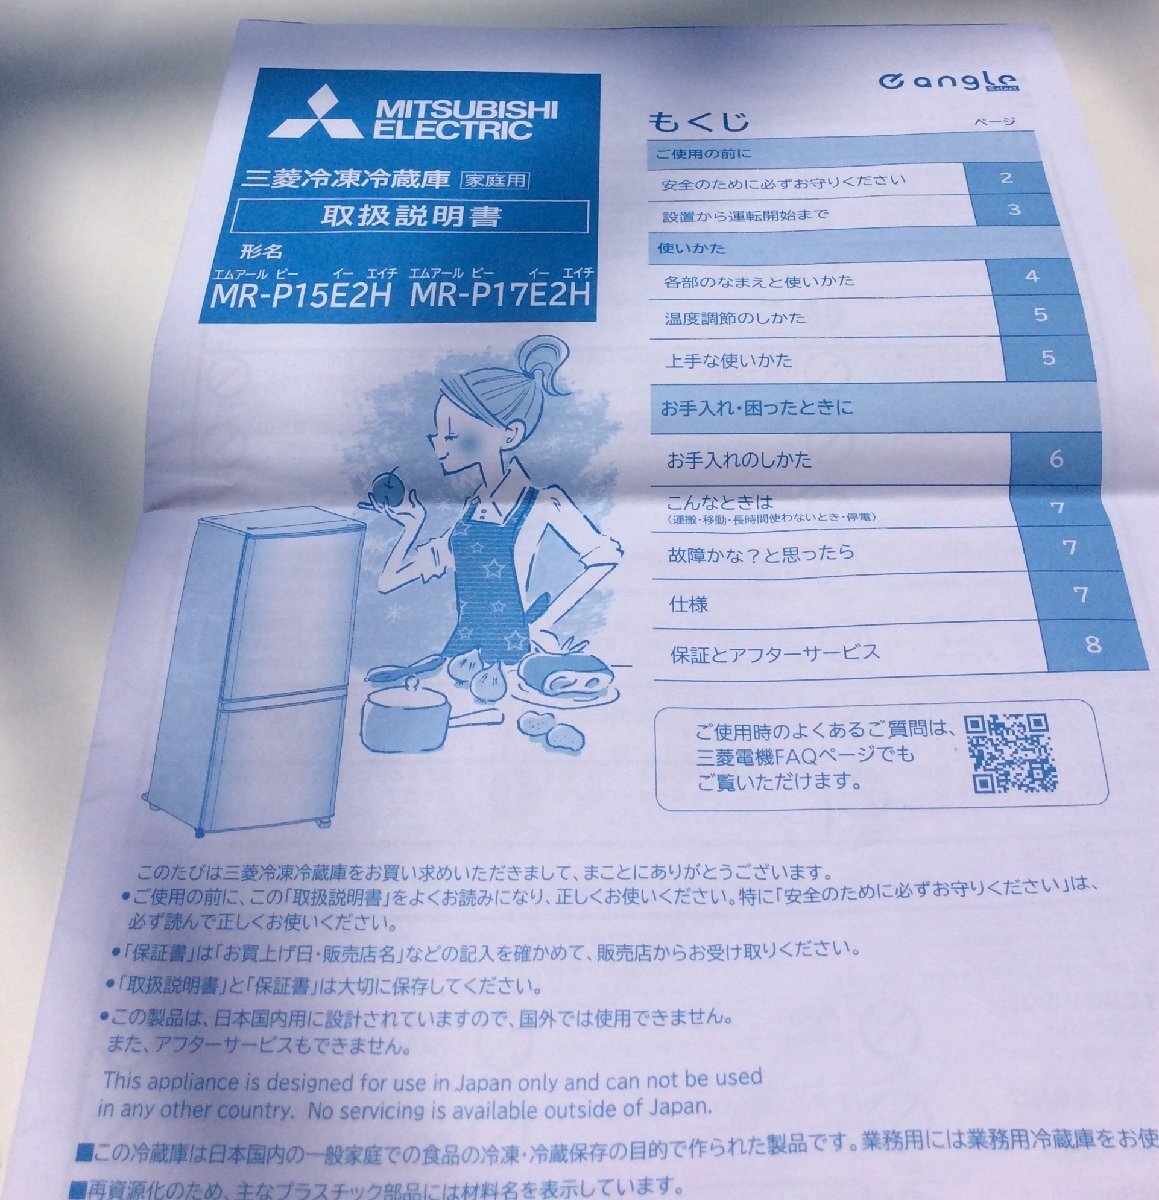 MITSUBISHI
ELECTRIC
三菱冷凍冷蔵庫 家庭用
取扱説明書
形名
エムアール ピー イー エイチ エムアール ピー イー エイチ
MR-P15E2H MR-P17E2H
angle
Select
もくじ
ページ
ご使用の前に
安全のために必ずお守りください 2
設置から運転開始まで 3
使いかた
各部のなまえと使いかた 4
温度調節のしかた 5
上手な使いかた 5
お手入れ・困ったときに
お手入れのしかた 6
こんなときは 7
(運搬・移動・長時間使わないとき・停電)
故障かな?と思ったら 7
仕様 7
保証とアフターサービス 8
ご使用時のよくあるご質問は、
三菱電機FAQページでも
ご覧いただけます。
このたびは三菱冷凍冷蔵庫をお買い求めいただきまして、まことにありがとうございます。
●ご使用の前に、この「取扱説明書」をよくお読みになり、正しくお使いください。特に「安全のために必ずお守りください」は、
必ず読んで正しくお使いください。
●「保証書」は「お買上げ日・販売店名」などの記入を確かめて、販売店からお受け取りください。
●「取扱説明書」と「保証書」は大切に保存してください。
●この製品は、日本国内用に設計されていますので、国外では使用できません。
また、アフターサービスもできません。
This appliance is designed for use in Japan only and can not be used
in any other country. No servicing is available outside of Japan.
■この冷蔵庫は日本国内の一般家庭での食品の冷凍・冷蔵保存の目的で作られた製品です。業務用には業務用冷蔵庫をお使
■再資源化のため、主なプラスチック部品には材料名を表示しています。